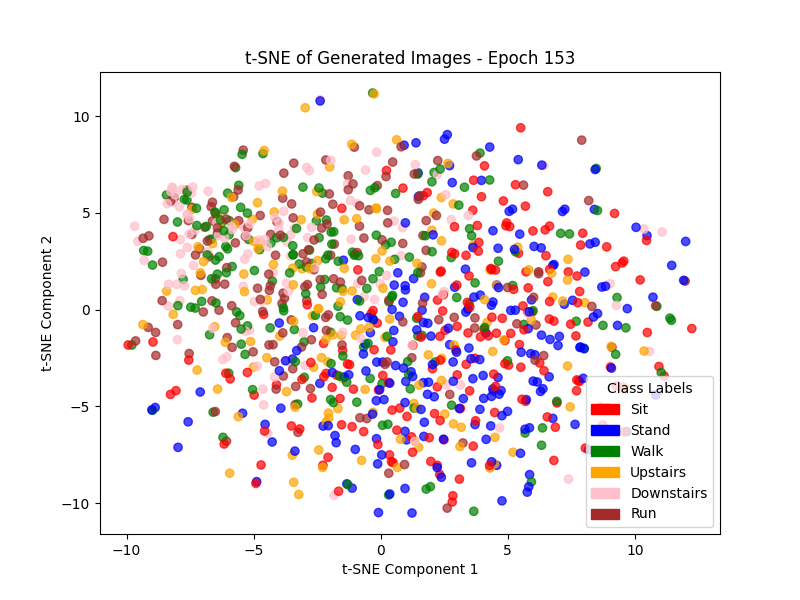 t-SNE of Generated Images - Epoch 153
10
5
0
−5
−10
t-SNE Component 2
−10
−5
0
5
10
t-SNE Component 1
Class Labels
Sit
Stand
Walk
Upstairs
Downstairs
Run